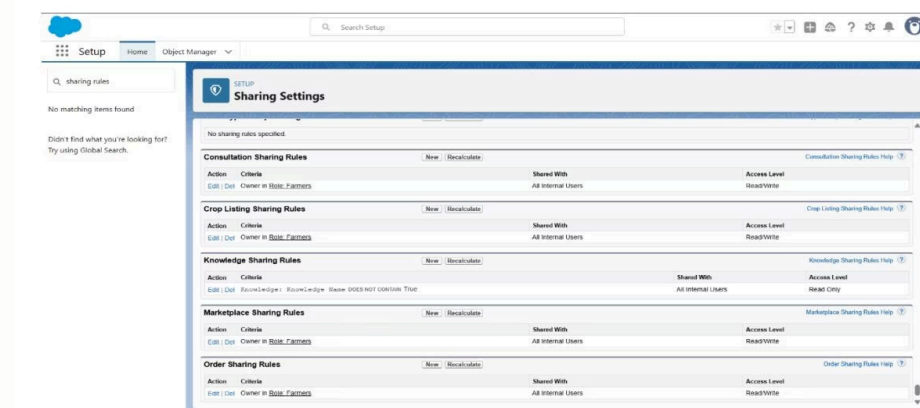 Search Setup
Setup Home Object Manager
sharing rules
No matching items found
Didn't find what you're looking for?
Try using Global Search.
SETUP
Sharing Settings
No sharing rules specified.
Consultation Sharing Rules New Recalculate Consultation Sharing Rules Help ?
Action Criteria Shared With Access Level
Edit | Del Owner in Role: Farmers All Internal Users Read/Write
Crop Listing Sharing Rules New Recalculate Crop Listing Sharing Rules Help ?
Action Criteria Shared With Access Level
Edit | Del Owner in Role: Farmers All Internal Users Read/Write
Knowledge Sharing Rules New Recalculate Knowledge Sharing Rules Help ?
Action Criteria Shared With Access Level
Edit | Del Knowledge: Knowledge Name DOES NOT CONTAIN True All Internal Users Read Only
Marketplace Sharing Rules New Recalculate Marketplace Sharing Rules Help ?
Action Criteria Shared With Access Level
Edit | Del Owner in Role: Farmers All Internal Users Read/Write
Order Sharing Rules New Recalculate Order Sharing Rules Help ?
Action Criteria Shared With Access Level
Edit | Del Owner in Role: Farmers All Internal Users Read/Write